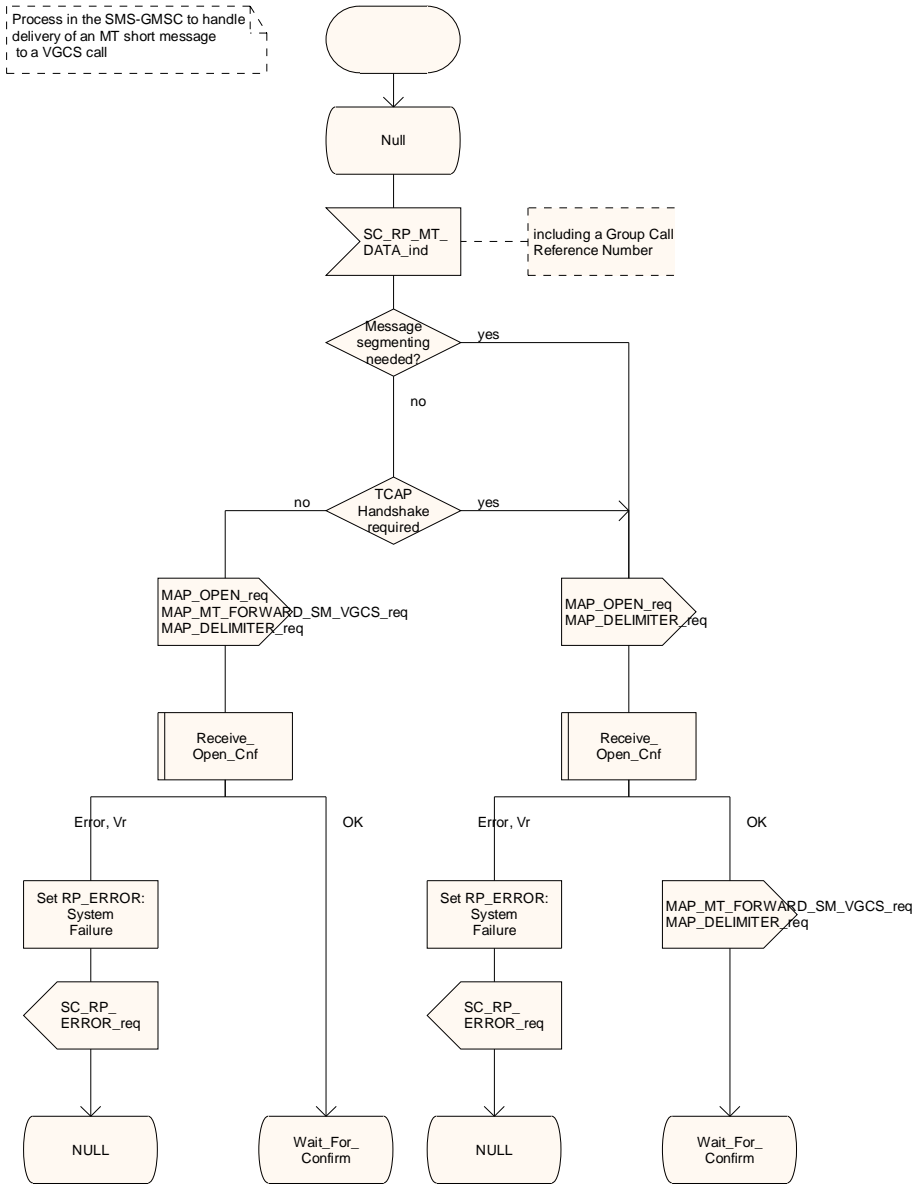 Process in the SMS-GMSC to handle
delivery of an MT short message
to a VGCS call
Null
SC_RP_MT_
DATA_ind
including a Group Call
Reference Number
Message
segmenting
needed?
yes
no
TCAP
Handshake
required
no
yes
MAP_OPEN_req
MAP_MT_FORWARD_SM_VGCS_req
MAP_DELIMITER_req
MAP_OPEN_req
MAP_DELIMITER_req
Receive_
Open_Cnf
Receive_
Open_Cnf
Error, Vr
OK
Error, Vr
OK
Set RP_ERROR:
System
Failure
Set RP_ERROR:
System
Failure
MAP_MT_FORWARD_SM_VGCS_req
MAP_DELIMITER_req
SC_RP_
ERROR_req
SC_RP_
ERROR_req
NULL
Wait_For_
Confirm
NULL
Wait_For_
Confirm